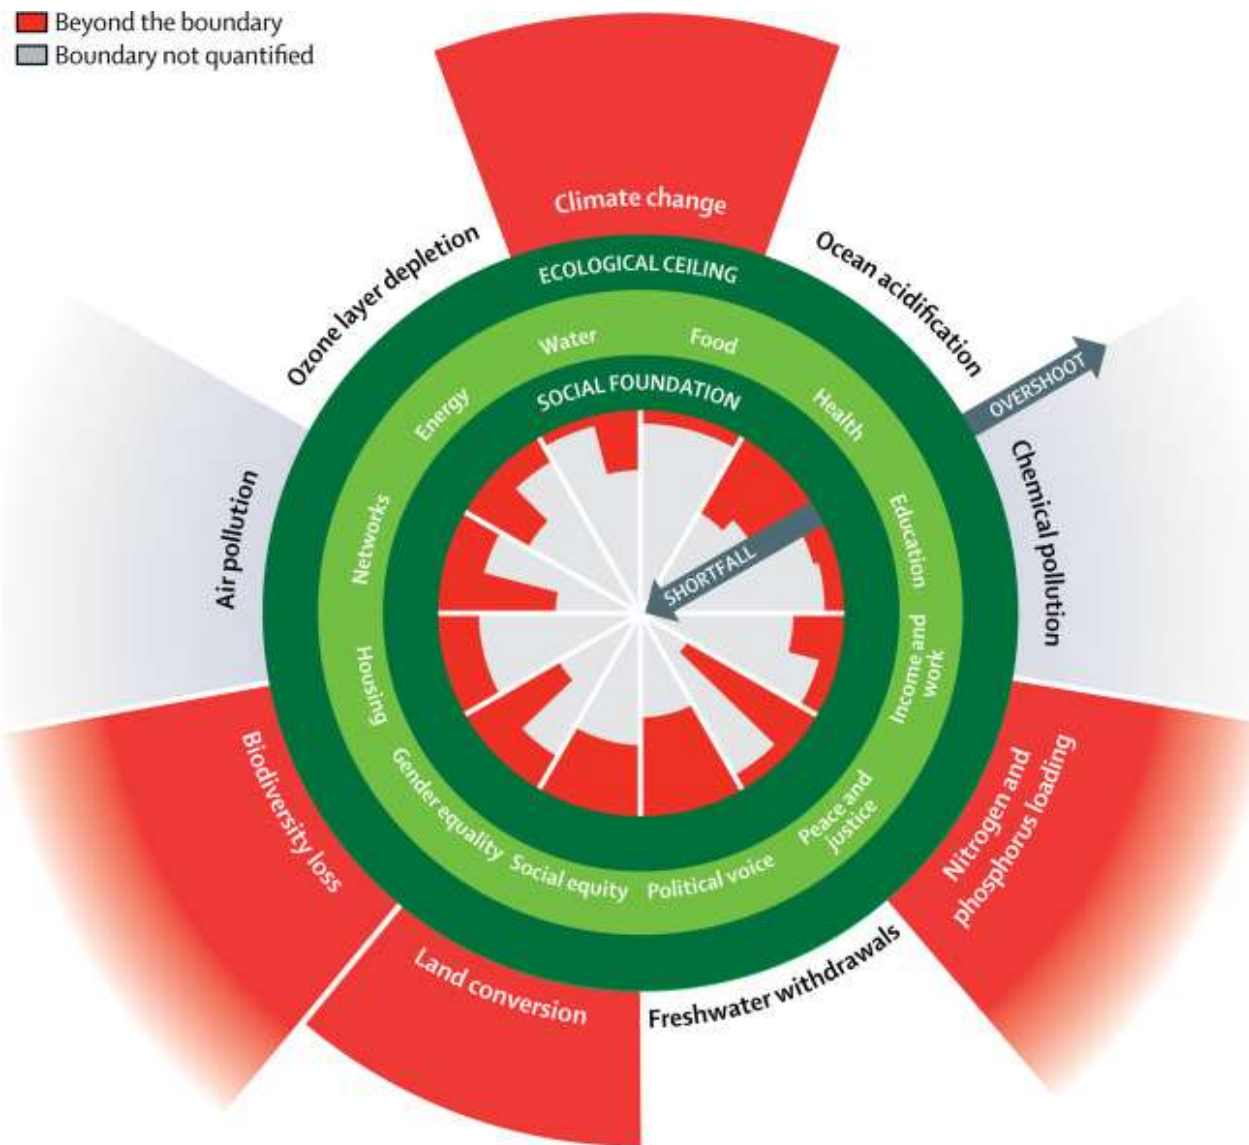 Beyond the boundary
Boundary not quantified
Climate change
Ozone layer depletion
Ocean acidification
ECOLOGICAL CEILING
Water
Food
Energy
SOCIAL FOUNDATION
Health
OVERSHOOT
Air pollution
Networks
Education
Chemical pollution
SHORTFALL
Housing
Income and
work
Biodiversity loss
Gender equality
Social equity
Political voice
Peace and
justice
Nitrogen and
phosphorus loading
Land conversion
Freshwater withdrawals